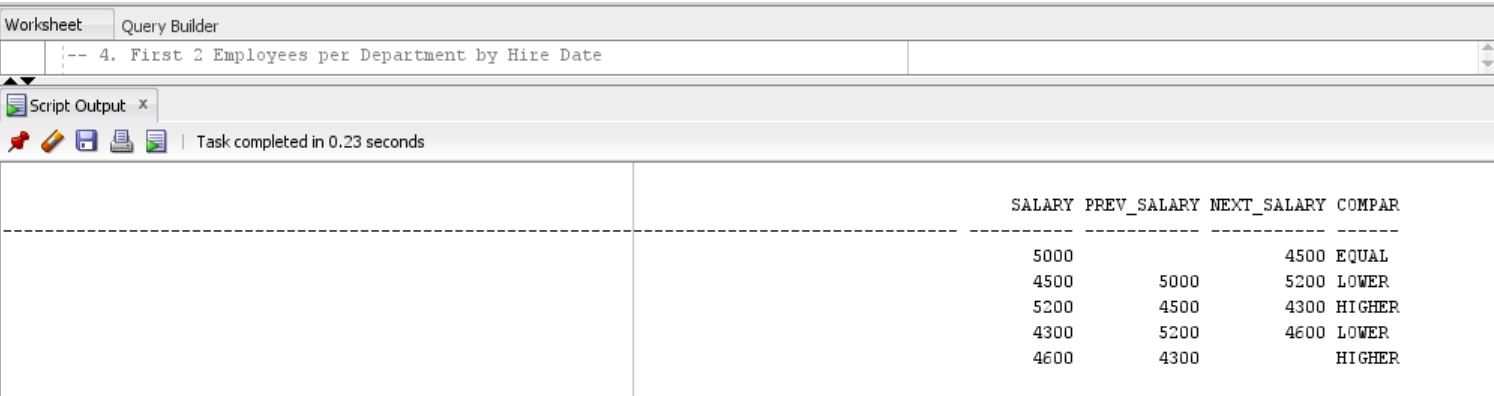 Worksheet Query Builder
-- 4. First 2 Employees per Department by Hire Date
Script Output x
Task completed in 0.23 seconds
SALARY PREV_SALARY NEXT_SALARY COMPAR
------------------------------------------------------------------------------------------- ---------- ----------- ----------- ------
5000 4500 EQUAL
4500 5000 5200 LOWER
5200 4500 4300 HIGHER
4300 5200 4600 LOWER
4600 4300 HIGHER